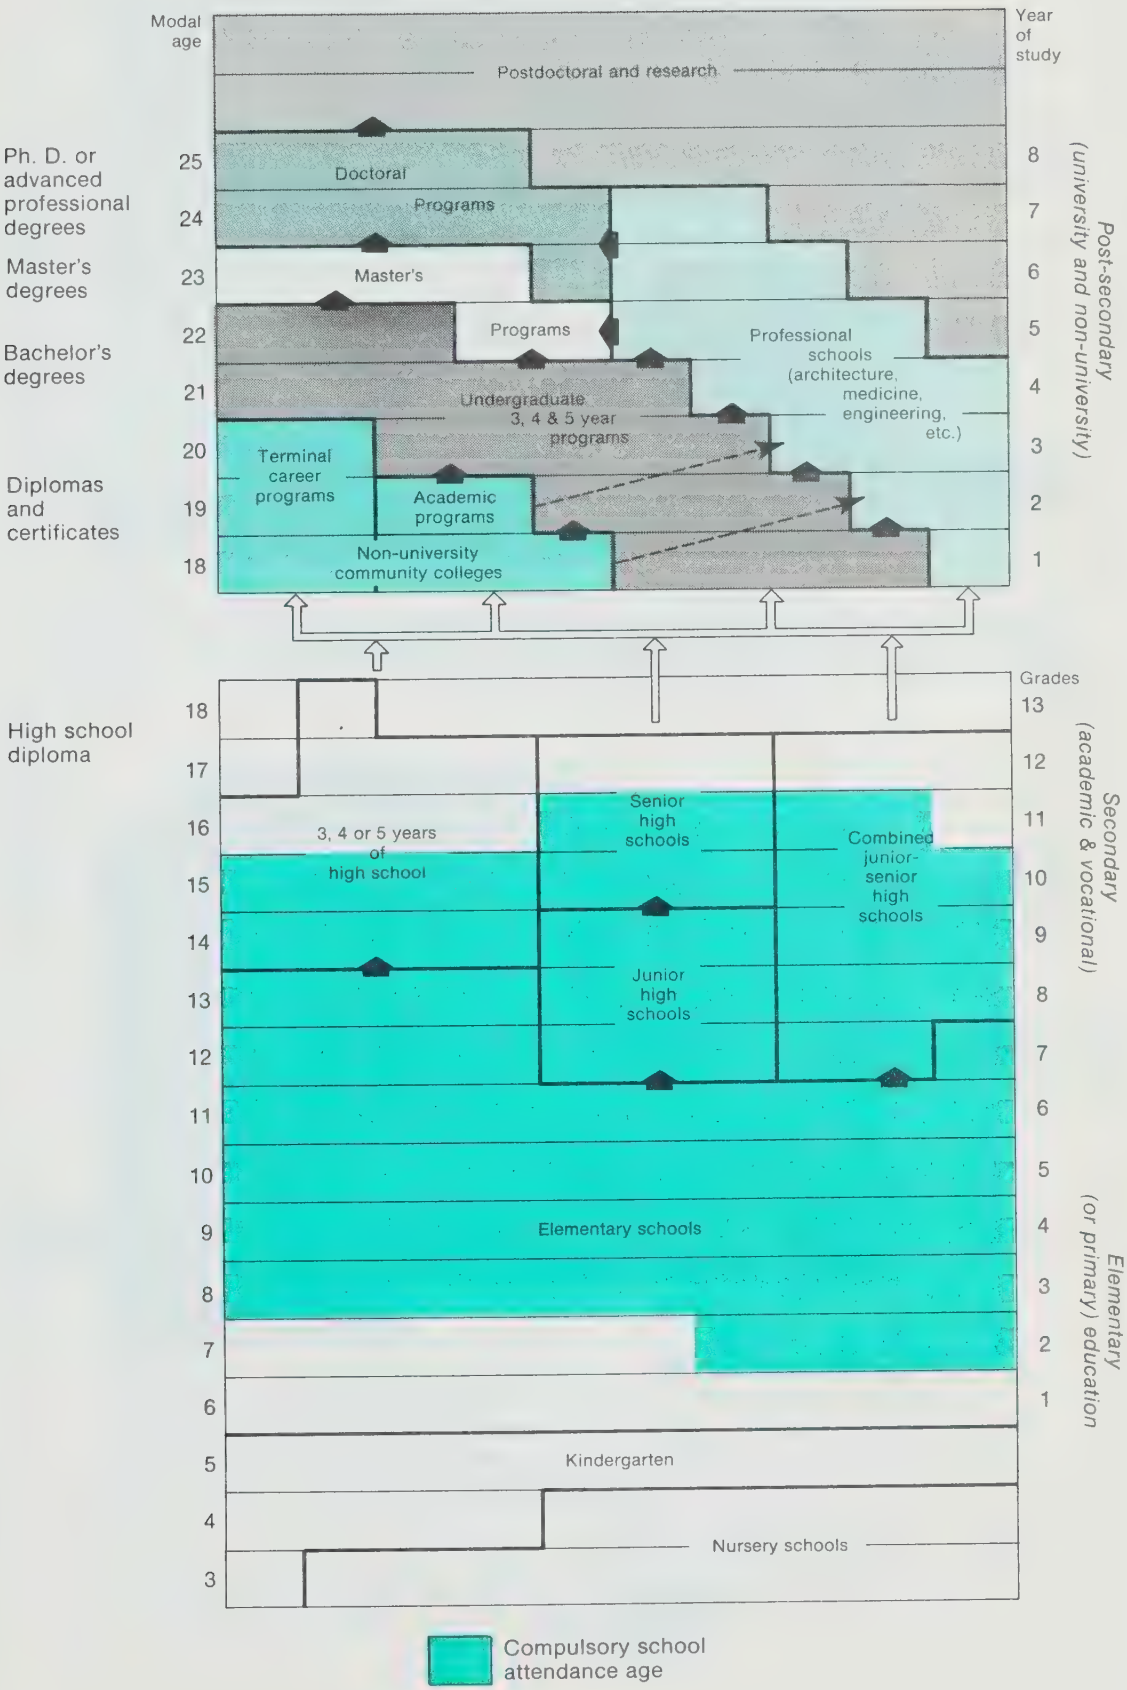 Modal
age
Year
of
study
Postdoctoral and research
Ph. D. or
advanced
professional
degrees
25
Doctoral
8
24
Programs
7
Master's
degrees
23
Master's
6
22
Programs
5
Bachelor's
degrees
Professional
schools
(architecture,
medicine,
engineering,
etc.)
21
4
Undergraduate
3, 4 & 5 year
programs
20
3
Terminal
career
programs
Diplomas
and
certificates
19
Academic
programs
2
18
Non-university
community colleges
1
Post-secondary
(university and non-university)
Grades
18
13
High school
diploma
17
12
16
11
3, 4 or 5 years
of
high school
Senior
high
schools
Combined
junior-
senior
high
schools
15
10
14
9
Secondary
(academic & vocational)
13
8
Junior
high
schools
12
7
11
6
10
5
9
Elementary schools
4
8
3
7
2
6
1
Elementary
(or primary) education
5
Kindergarten
4
Nursery schools
3
Compulsory school
attendance age